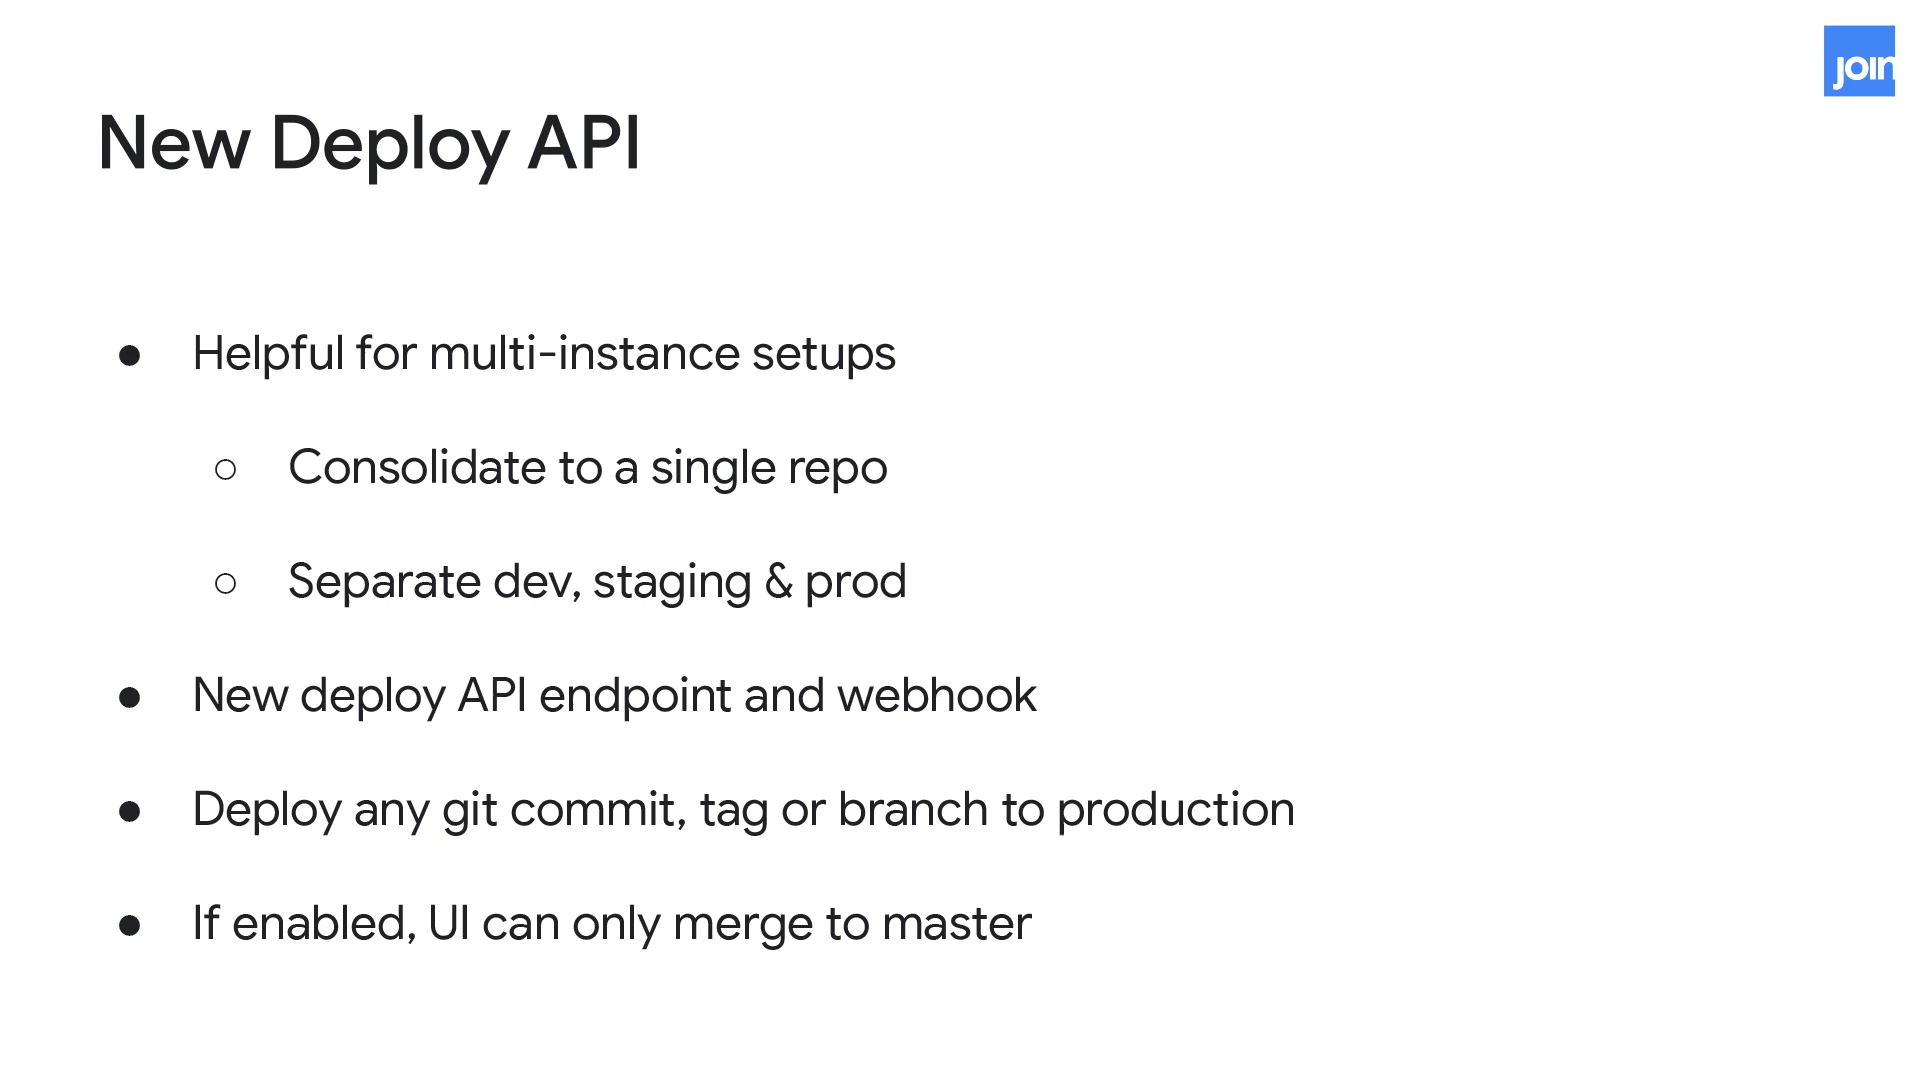 join
New Deploy API
● Helpful for multi-instance setups
○ Consolidate to a single repo
○ Separate dev, staging & prod
● New deploy API endpoint and webhook
● Deploy any git commit, tag or branch to production
● If enabled, UI can only merge to master